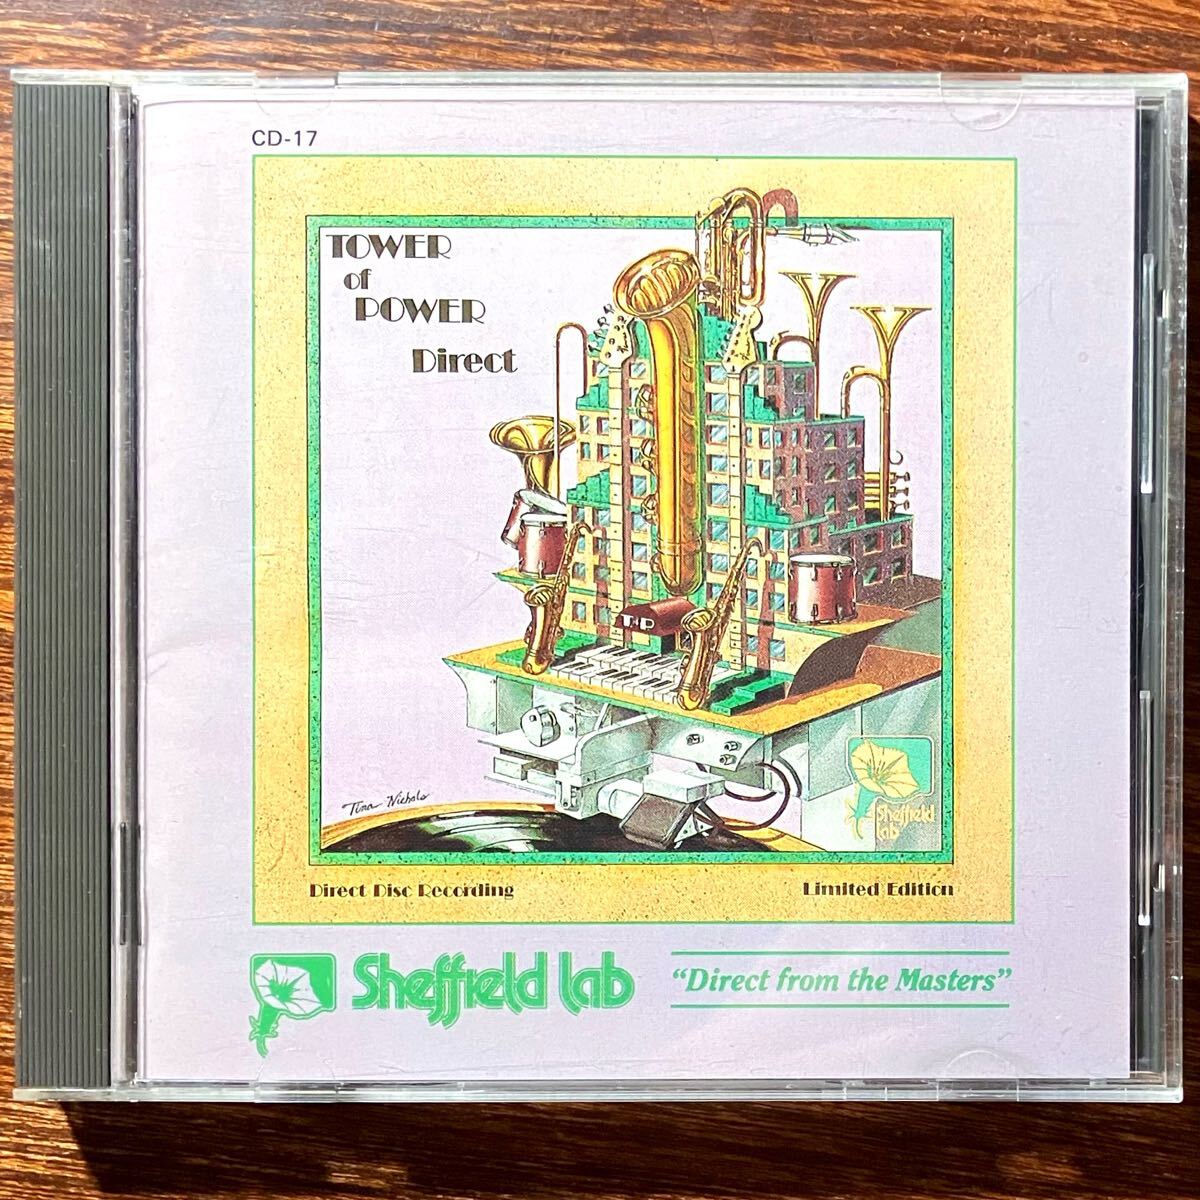 CD-17
TOWER
of
POWER
Direct
T•P
Tina Nichols
Sheffield
Lab
Direct Disc Recording
Limited Edition
Sheffield Lab
“Direct from the Masters”